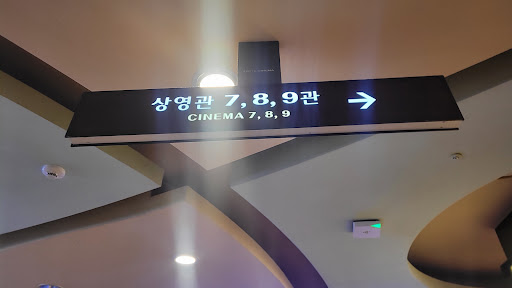 상영관 7, 8, 9관 →
CINEMA 7, 8, 9